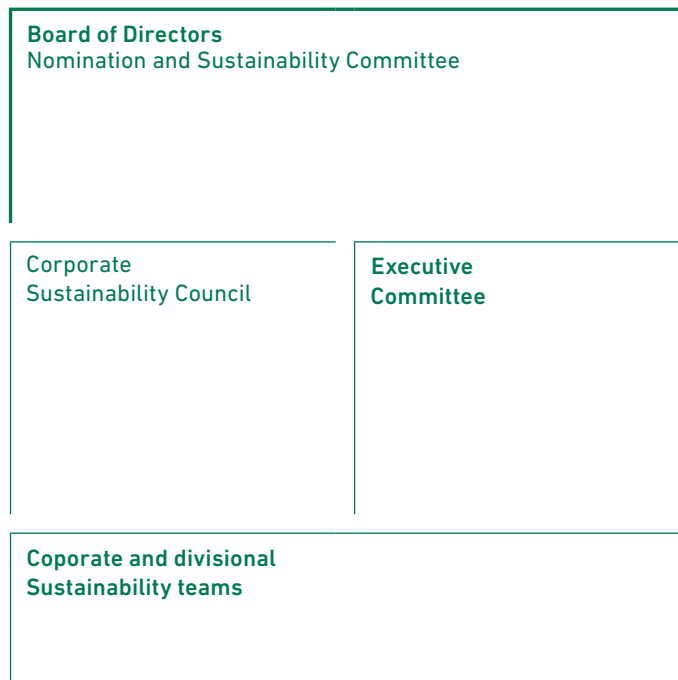 Board of Directors
Nomination and Sustainability Committee
Corporate
Sustainability Council
Executive
Committee
Coporate and divisional
Sustainability teams